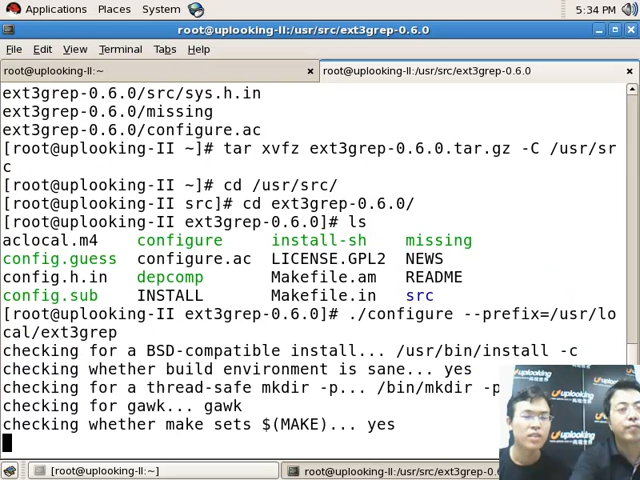 Applications Places System 5:34 PM
root@uplooking-II:/usr/src/ext3grep-0.6.0
File Edit View Terminal Tabs Help
root@uplooking-II:~ root@uplooking-II:/usr/src/ext3grep-0.6.0
ext3grep-0.6.0/src/sys.h.in
ext3grep-0.6.0/missing
ext3grep-0.6.0/configure.ac
[root@uplooking-II ~]# tar xvfz ext3grep-0.6.0.tar.gz -C /usr/sr
c
[root@uplooking-II ~]# cd /usr/src/
[root@uplooking-II src]# cd ext3grep-0.6.0/
[root@uplooking-II ext3grep-0.6.0]# ls
aclocal.m4 configure install-sh missing
config.guess configure.ac LICENSE.GPL2 NEWS
config.h.in depcomp Makefile.am README
config.sub INSTALL Makefile.in src
[root@uplooking-II ext3grep-0.6.0]# ./configure --prefix=/usr/lo
cal/ext3grep
checking for a BSD-compatible install... /usr/bin/install -c
checking whether build environment is sane... yes
checking for a thread-safe mkdir -p... /bin/mkdir -p
checking for gawk... gawk
checking whether make sets $(MAKE)... yes
uplooking
[root@uplooking-II:~] root@uplooking-II:/usr/src/ext3grep-0.6